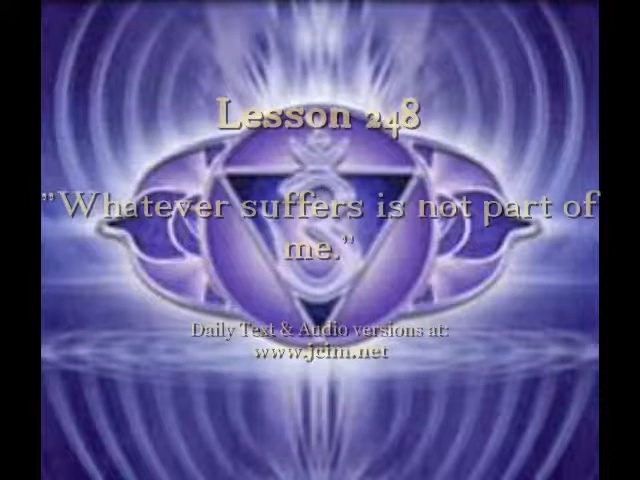 Lesson 248
"Whatever suffers is not part of
me."
Daily Text & Audio versions at:
www.jcim.net